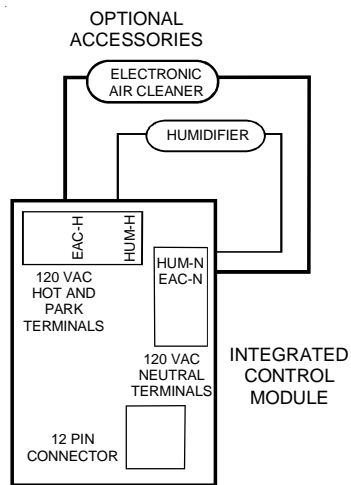 OPTIONAL
ACCESSORIES
ELECTRONIC
AIR CLEANER
HUMIDIFIER
EAC-H
HUM-H
HUM-N
EAC-N
120 VAC
HOT AND
PARK
TERMINALS
120 VAC
NEUTRAL
TERMINALS
INTEGRATED
CONTROL
MODULE
12 PIN
CONNECTOR